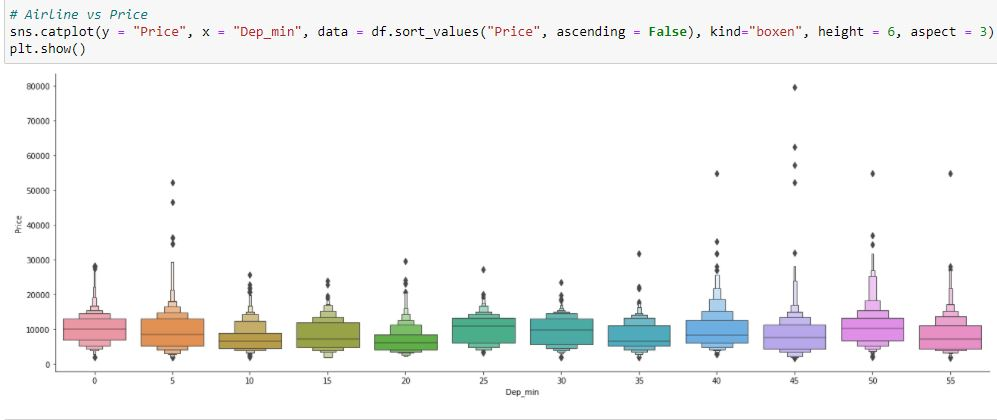 # Airline vs Price
sns.catplot(y = "Price", x = "Dep_min", data = df.sort_values("Price", ascending = False), kind="boxen", height = 6, aspect = 3)
plt.show()
80000
70000
60000
50000
40000
30000
20000
10000
0
Price
0 5 10 15 20 25 30 35 40 45 50 55
Dep_min